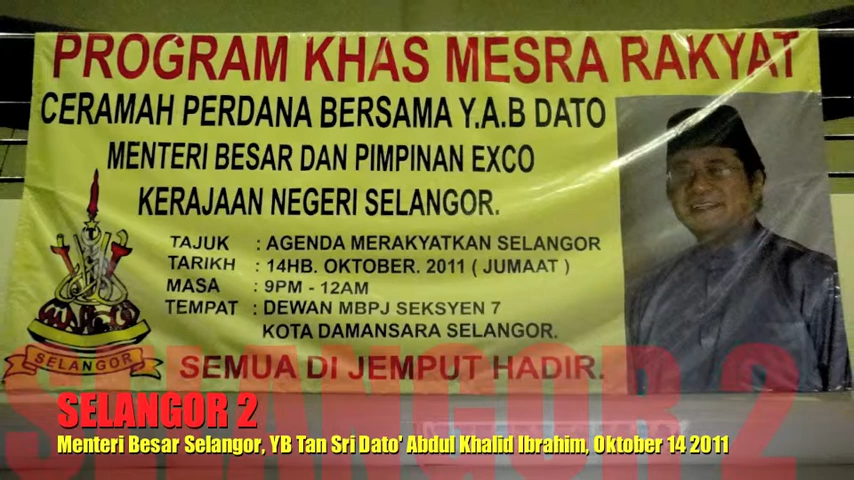 PROGRAM KHAS MESRA RAKYAT
CERAMAH PERDANA BERSAMA Y.A.B DATO
MENTERI BESAR DAN PIMPINAN EXCO
KERAJAAN NEGERI SELANGOR.
TAJUK : AGENDA MERAKYATKAN SELANGOR
TARIKH : 14HB. OKTOBER. 2011 ( JUMAAT )
MASA : 9PM - 12AM
TEMPAT : DEWAN MBPJ SEKSYEN 7
KOTA DAMANSARA SELANGOR.
SELANGOR
SEMUA DI JEMPUT HADIR.
SELANGOR 2
SELANGOR 2
Menteri Besar Selangor, YB Tan Sri Dato' Abdul Khalid Ibrahim, Oktober 14 2011